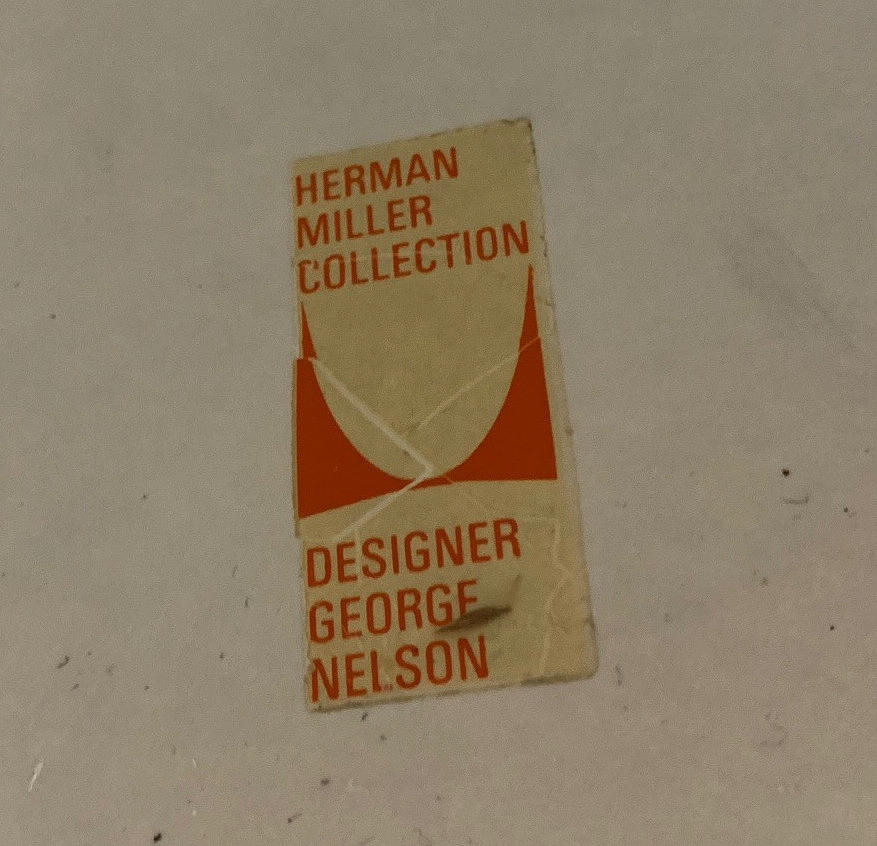 HERMAN
MILLER
COLLECTION
DESIGNER
GEORGE
NELSON